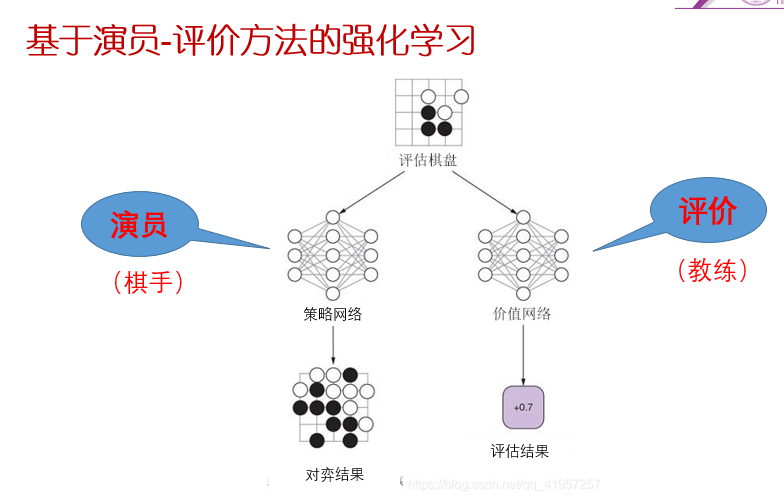 基于演员-评价方法的强化学习
评估棋盘
演员
（棋手）
评价
（教练）
策略网络
价值网络
+0.7
对弈结果
评估结果
https://blog.csdn.net/qq_41957257